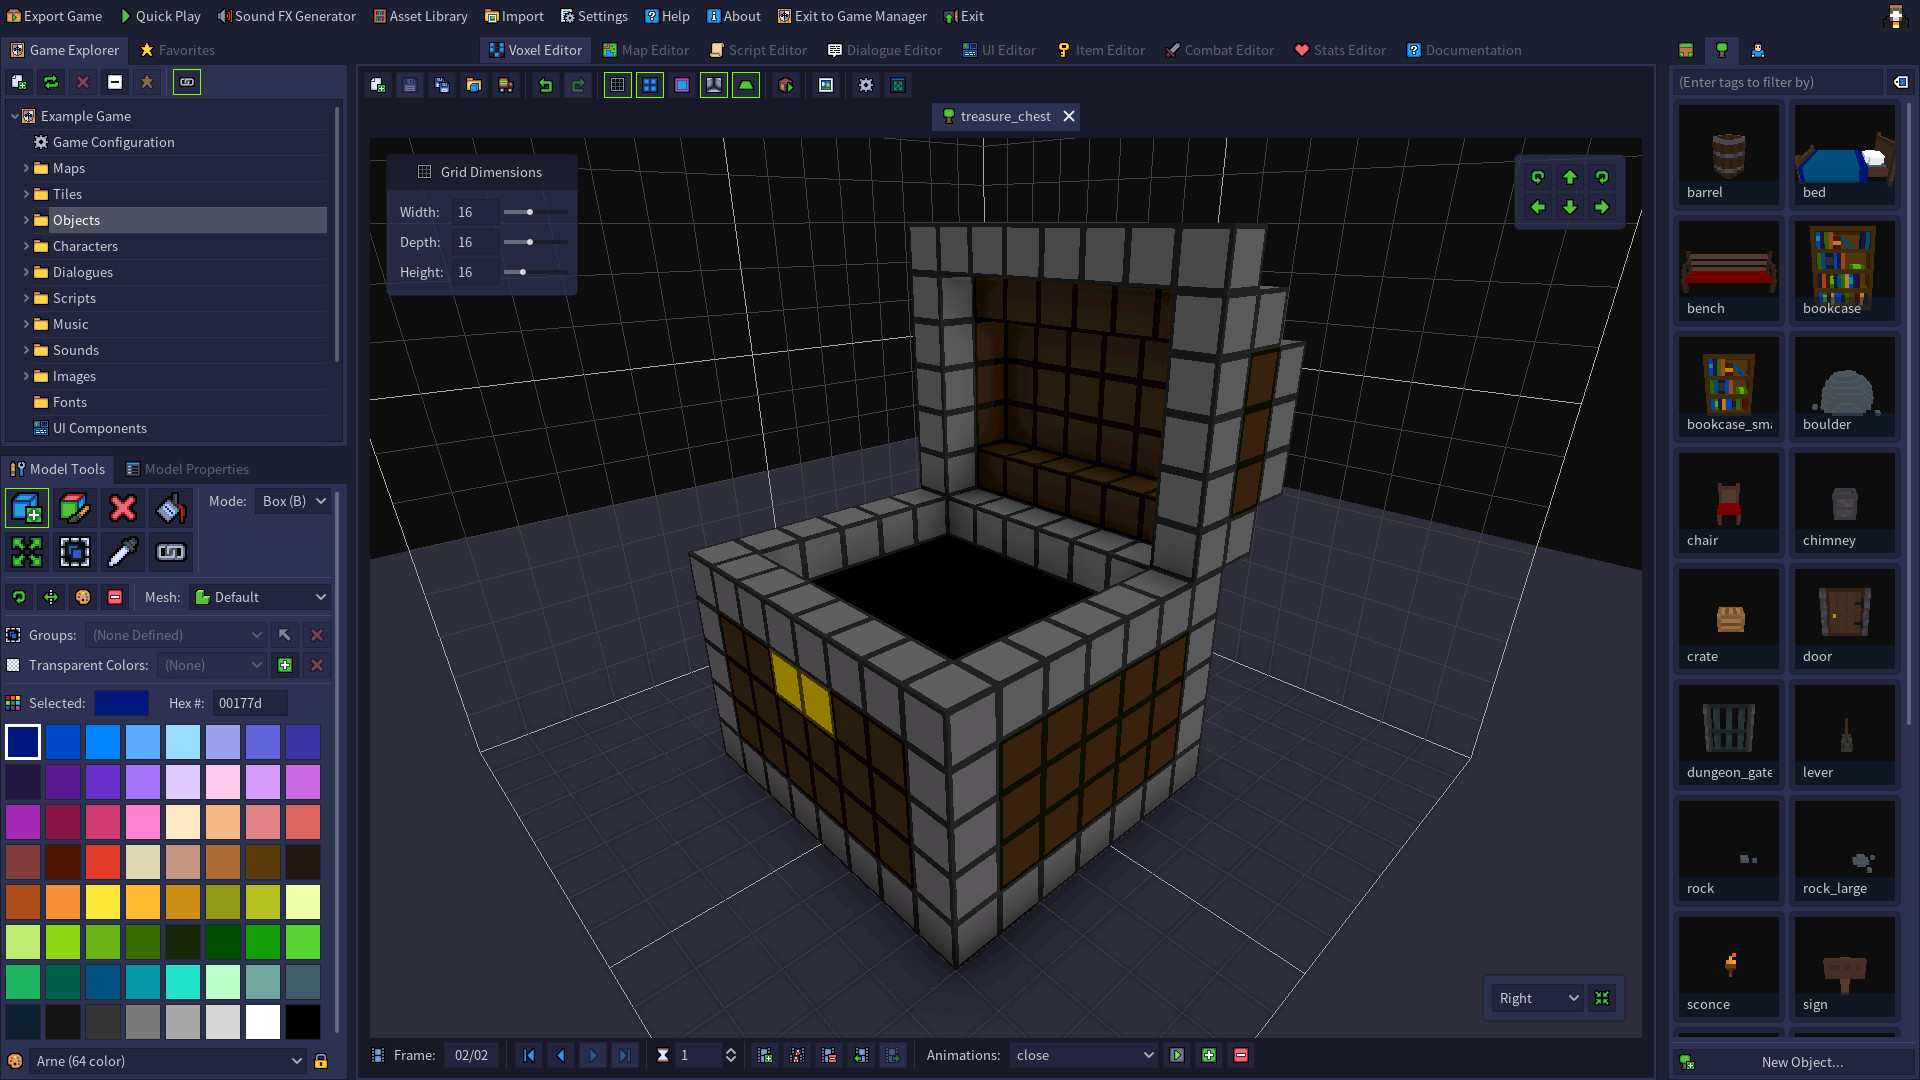 Export Game Quick Play Sound FX Generator Asset Library Import Settings Help About Exit to Game Manager Exit
Game Explorer Favorites
Voxel Editor Map Editor Script Editor Dialogue Editor UI Editor Item Editor Combat Editor Stats Editor Documentation
treasure_chest
Example Game
Game Configuration
Maps
Tiles
Objects
Characters
Dialogues
Scripts
Music
Sounds
Images
Fonts
UI Components
Grid Dimensions
Width: 16
Depth: 16
Height: 16
Model Tools Model Properties
Mode: Box (B)
Mesh: Default
Groups: (None Defined)
Transparent Colors: (None)
Selected: Hex #: 00177d
Arne (64 color)
Right
Frame: 02/02 1 Animations: close
(Enter tags to filter by)
barrel bed
bench bookcase
bookcase_sma boulder
chair chimney
crate door
dungeon_gate lever
rock rock_large
sconce sign
New Object...